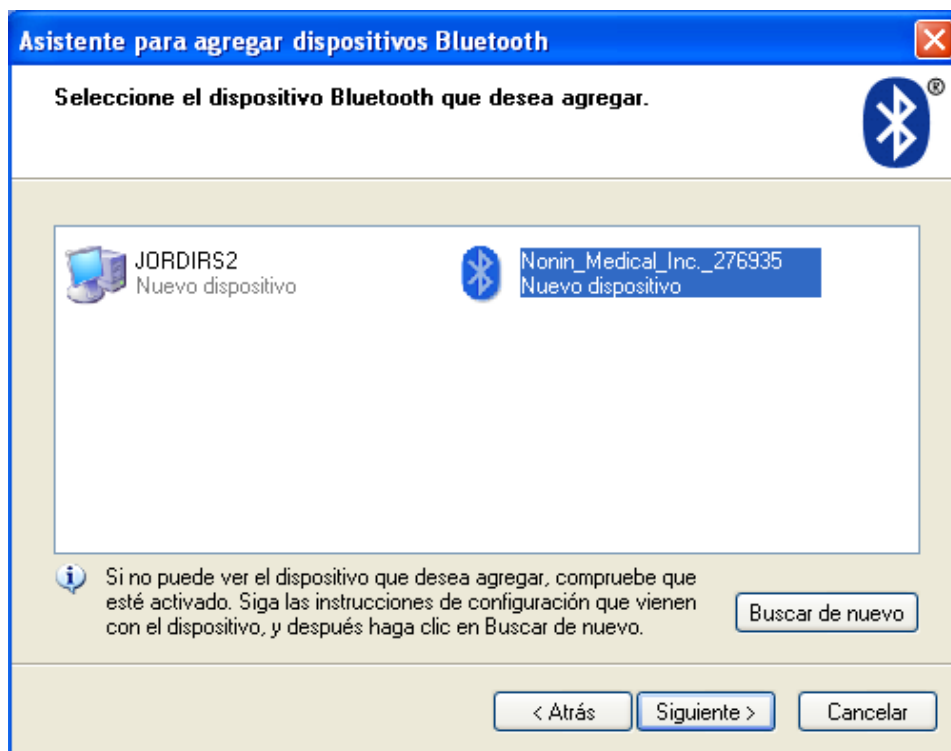 Asistente para agregar dispositivos Bluetooth
Seleccione el dispositivo Bluetooth que desea agregar.
®
JORDIRS2
Nuevo dispositivo
Nonin_Medical_Inc._276935
Nuevo dispositivo
Si no puede ver el dispositivo que desea agregar, compruebe que
esté activado. Siga las instrucciones de configuración que vienen
con el dispositivo, y después haga clic en Buscar de nuevo.
Buscar de nuevo
< Atrás
Siguiente >
Cancelar